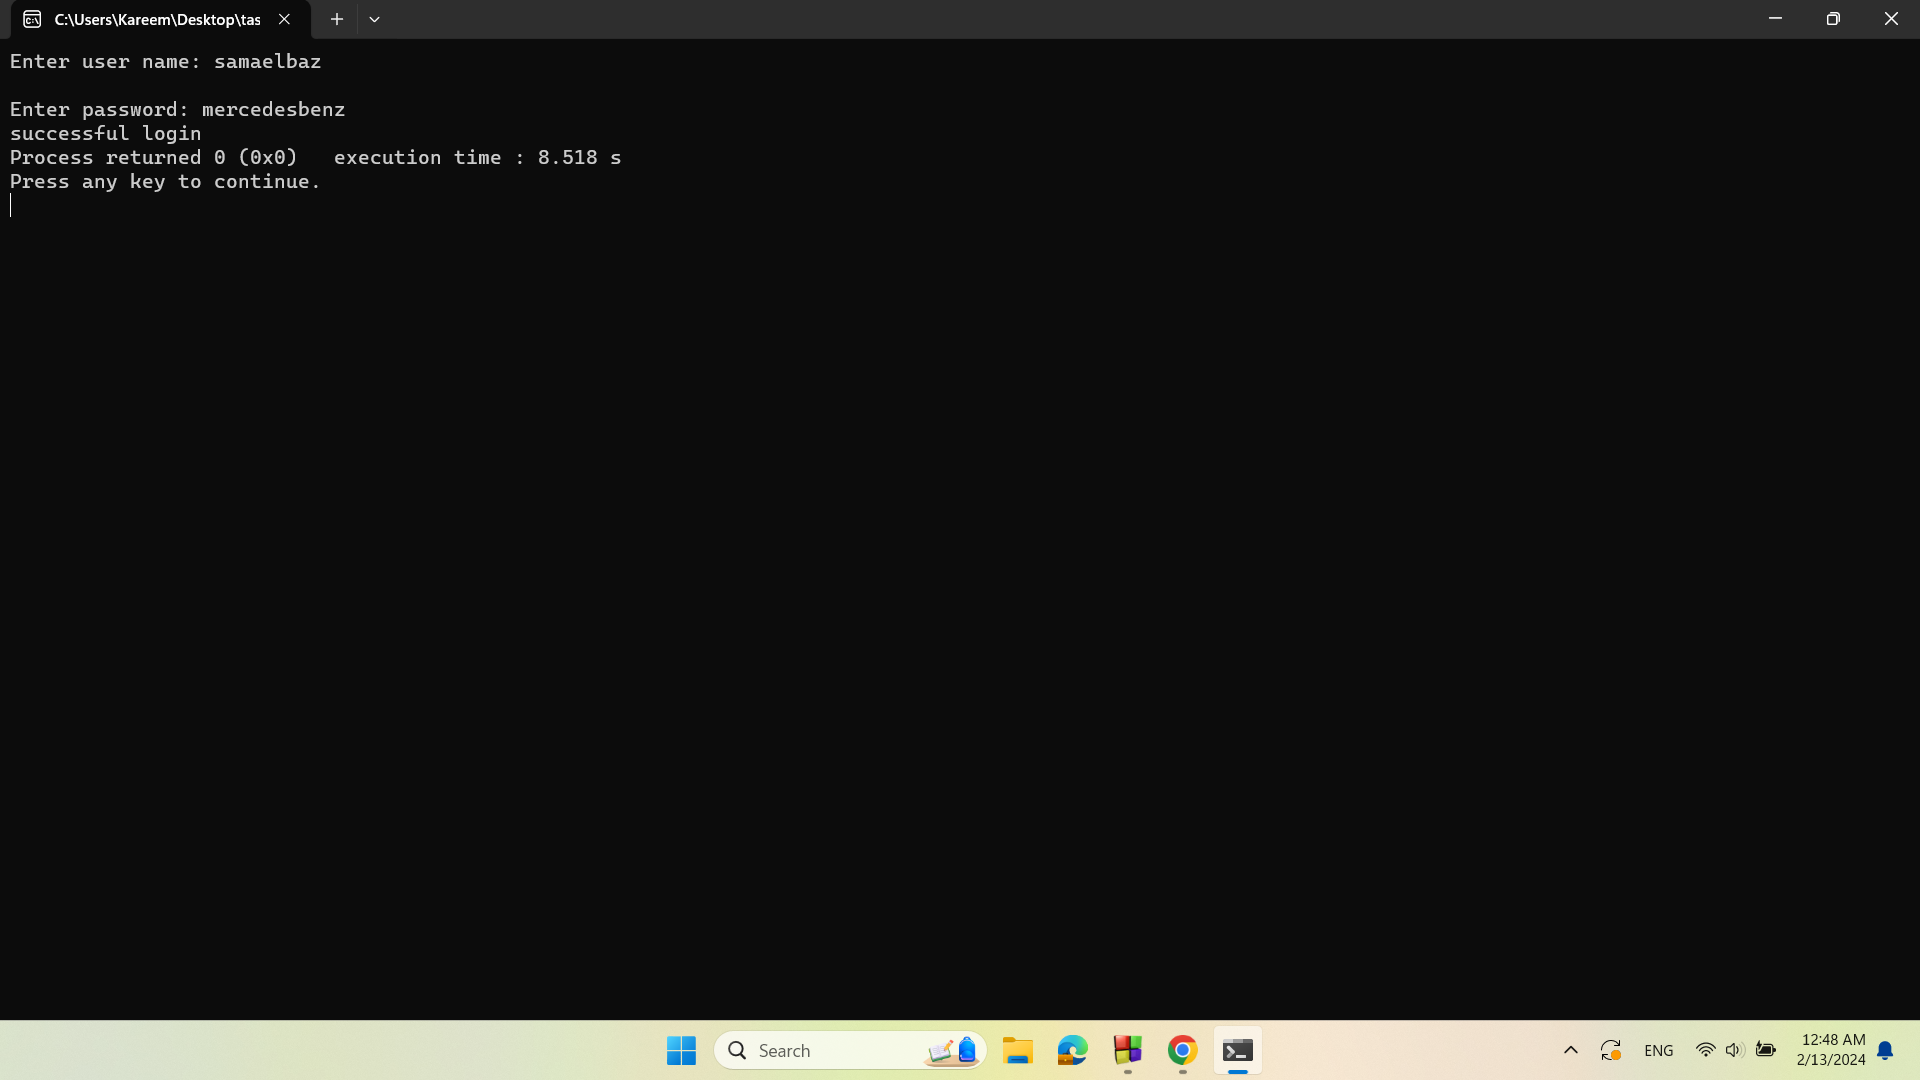 C:\Users\Kareem\Desktop\tas
Enter user name: samaelbaz
Enter password: mercedesbenz
successful login
Process returned 0 (0x0)   execution time : 8.518 s
Press any key to continue.
Search
ENG
12:48 AM
2/13/2024